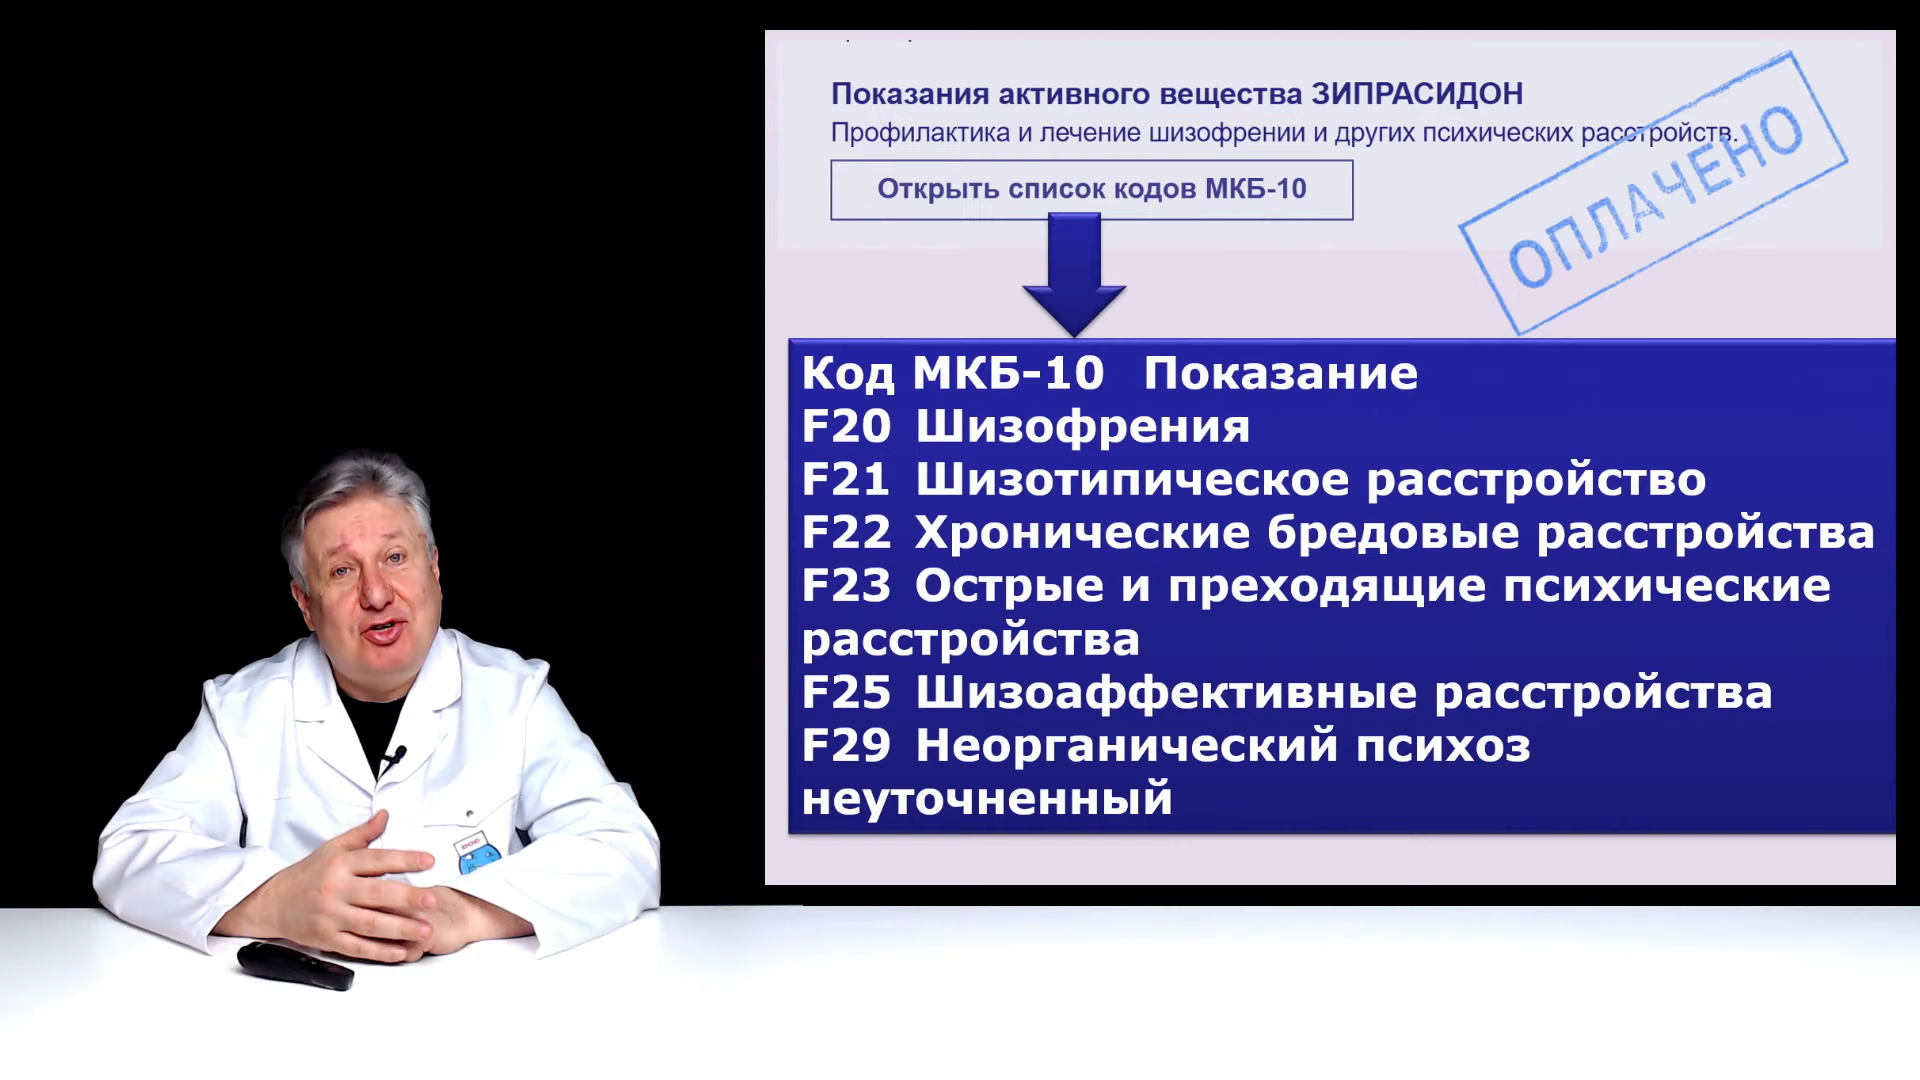 Показания активного вещества ЗИПРАСИДОН
Профилактика и лечение шизофрении и других психических расстройств.
Открыть список кодов МКБ-10
ОПЛАЧЕНО
Код МКБ-10 Показание
F20 Шизофрения
F21 Шизотипическое расстройство
F22 Хронические бредовые расстройства
F23 Острые и преходящие психические
расстройства
F25 Шизоаффективные расстройства
F29 Неорганический психоз
неуточненный